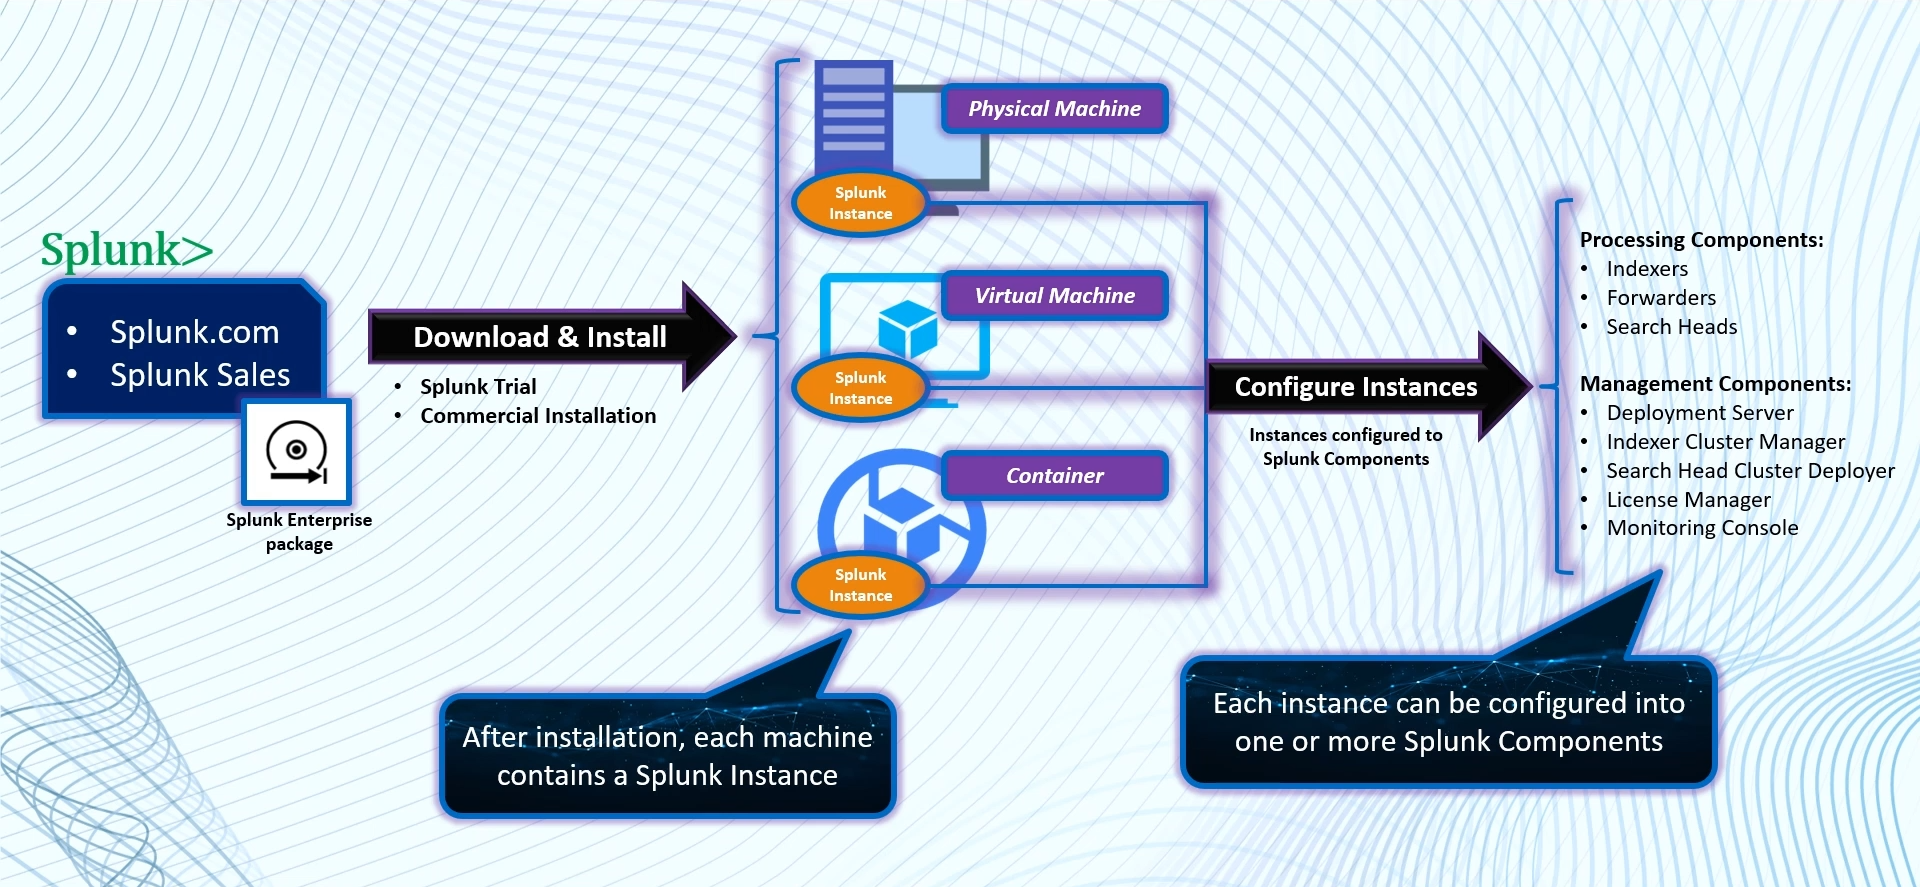 Splunk>
• Splunk.com
• Splunk Sales
Splunk Enterprise
package
Download & Install
• Splunk Trial
• Commercial Installation
Physical Machine
Splunk
Instance
Virtual Machine
Splunk
Instance
Container
Splunk
Instance
After installation, each machine
contains a Splunk Instance
Configure Instances
Instances configured to
Splunk Components
Processing Components:
• Indexers
• Forwarders
• Search Heads
Management Components:
• Deployment Server
• Indexer Cluster Manager
• Search Head Cluster Deployer
• License Manager
• Monitoring Console
Each instance can be configured into
one or more Splunk Components